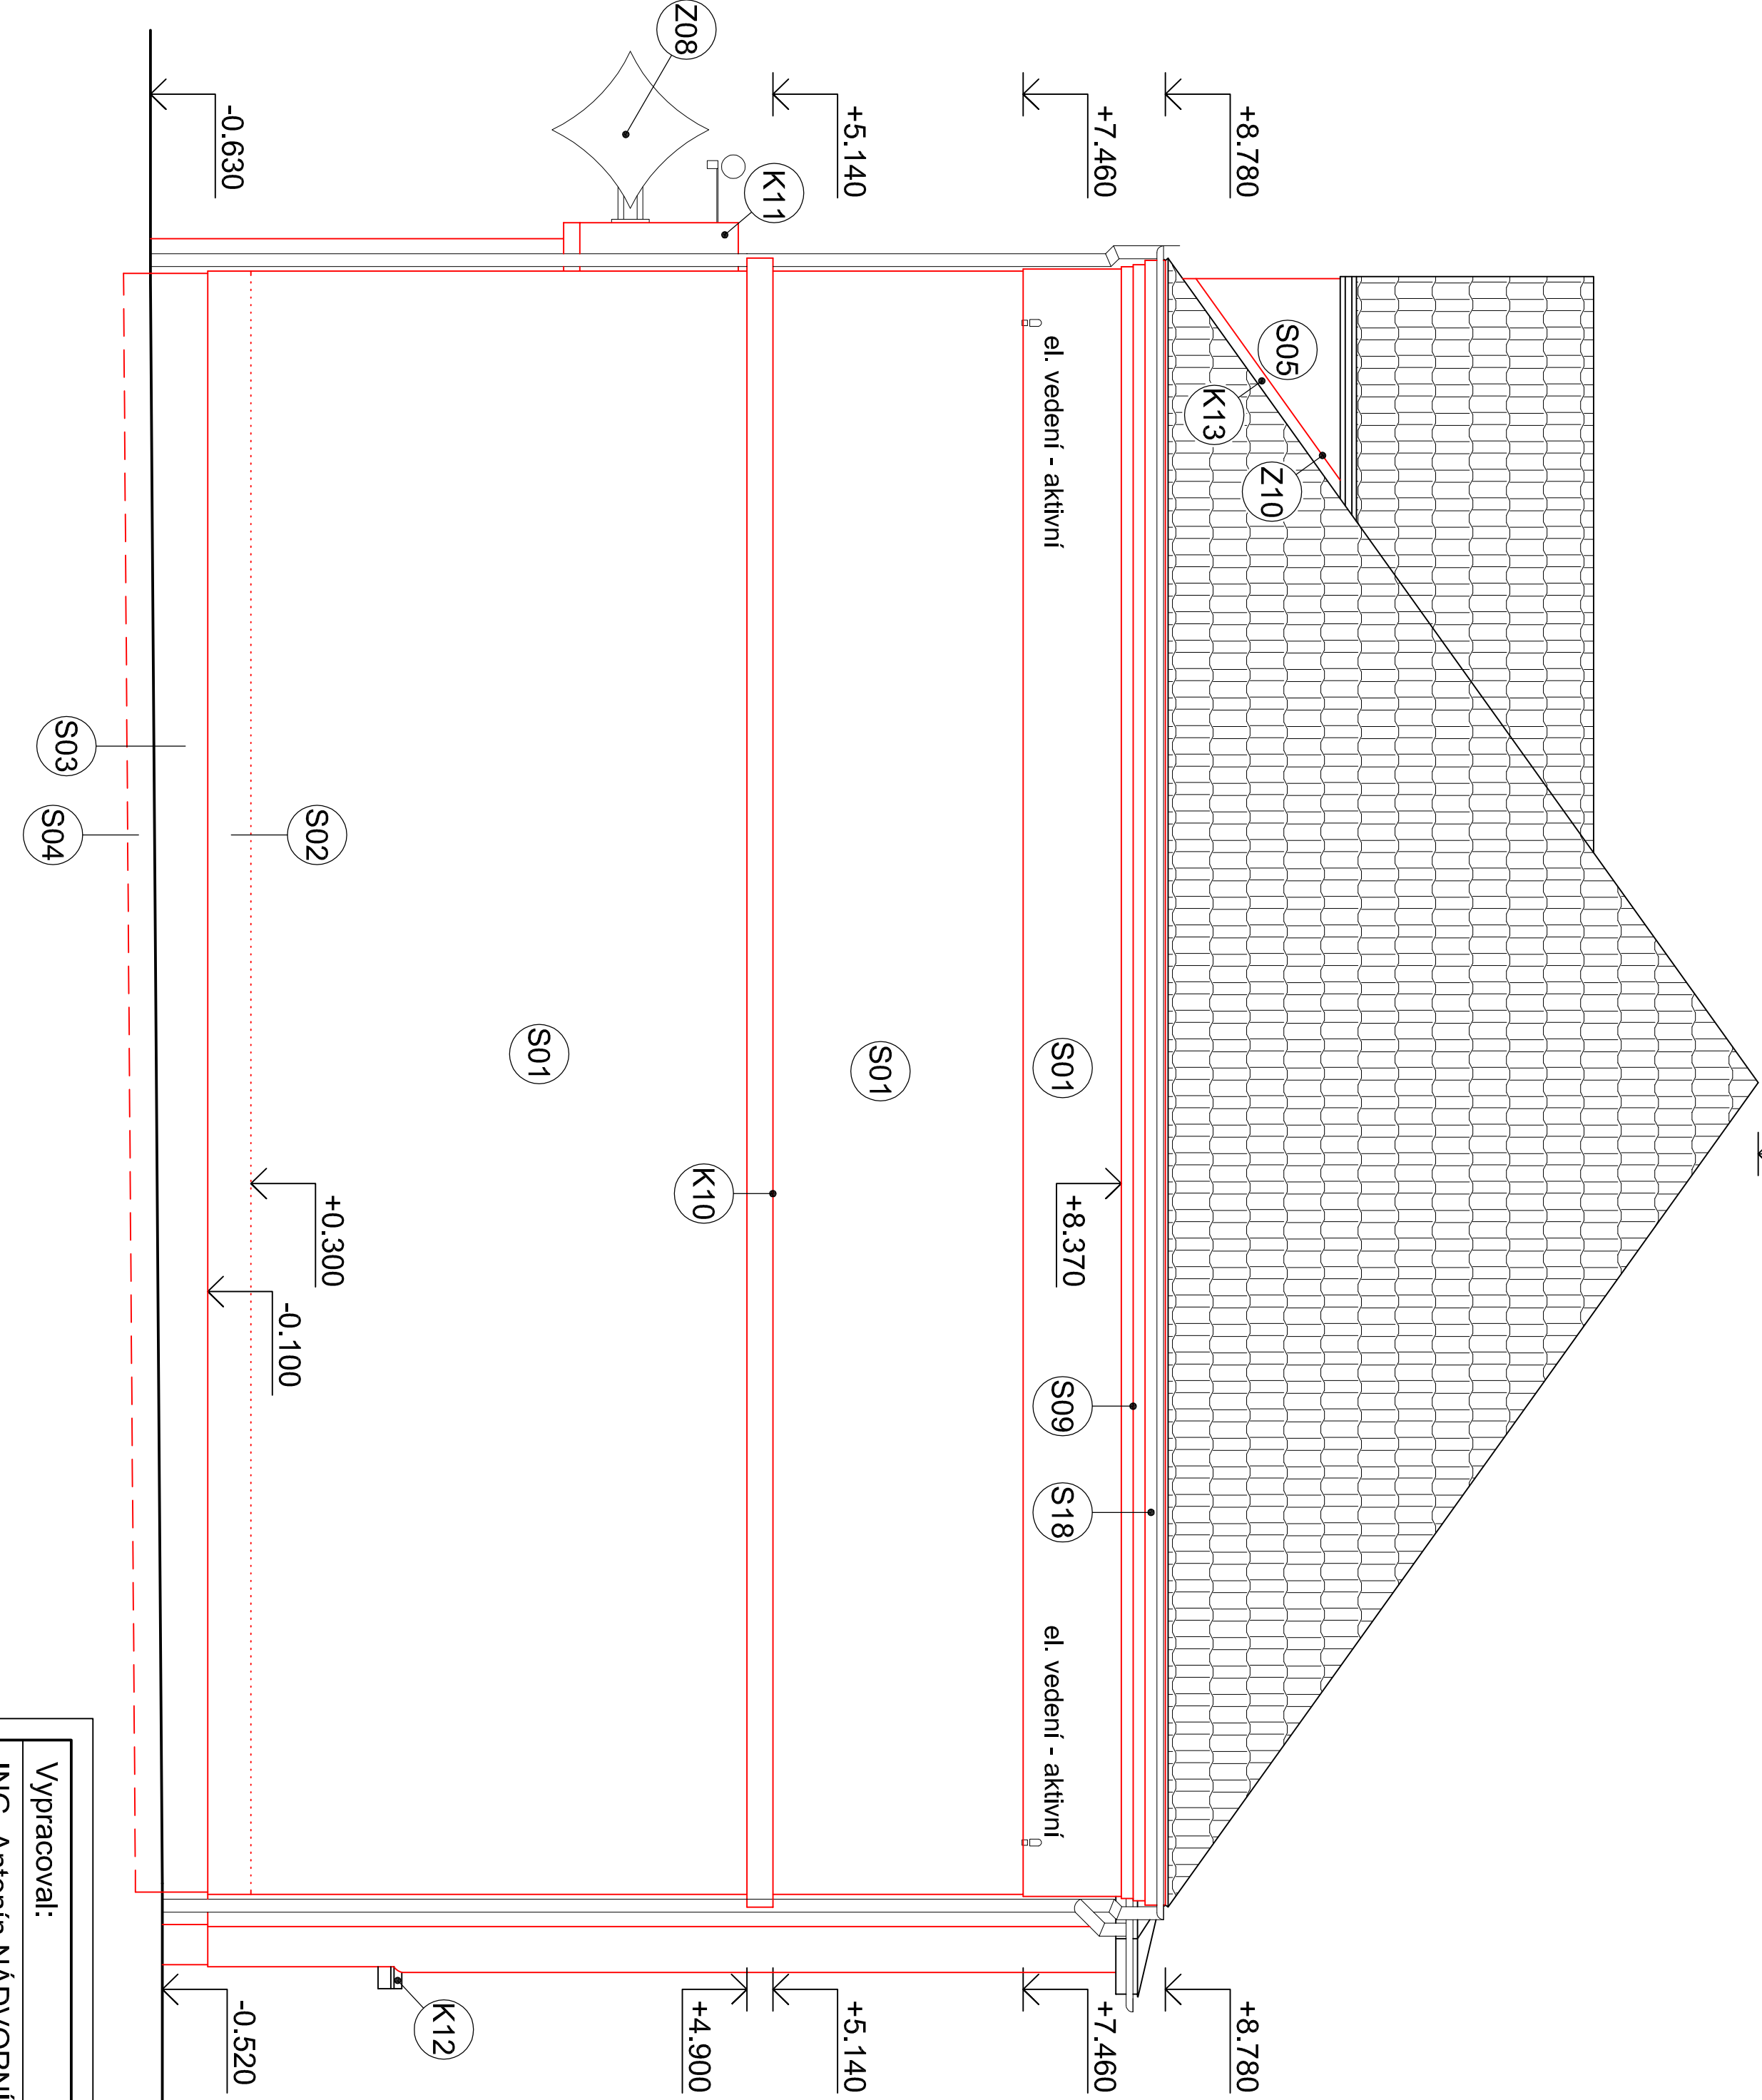 S05
Z10
+8.780
+8.780
K13
+7.460
+7.460
+8.370
S01
S09
S18
el. vedení - aktivní
el. vedení - aktivní
S01
+5.140
+5.140
K11
K10
+4.900
Z08
S01
K12
+0.300
S02
-0.100
-0.520
-0.630
S03
S04
Vypracoval: